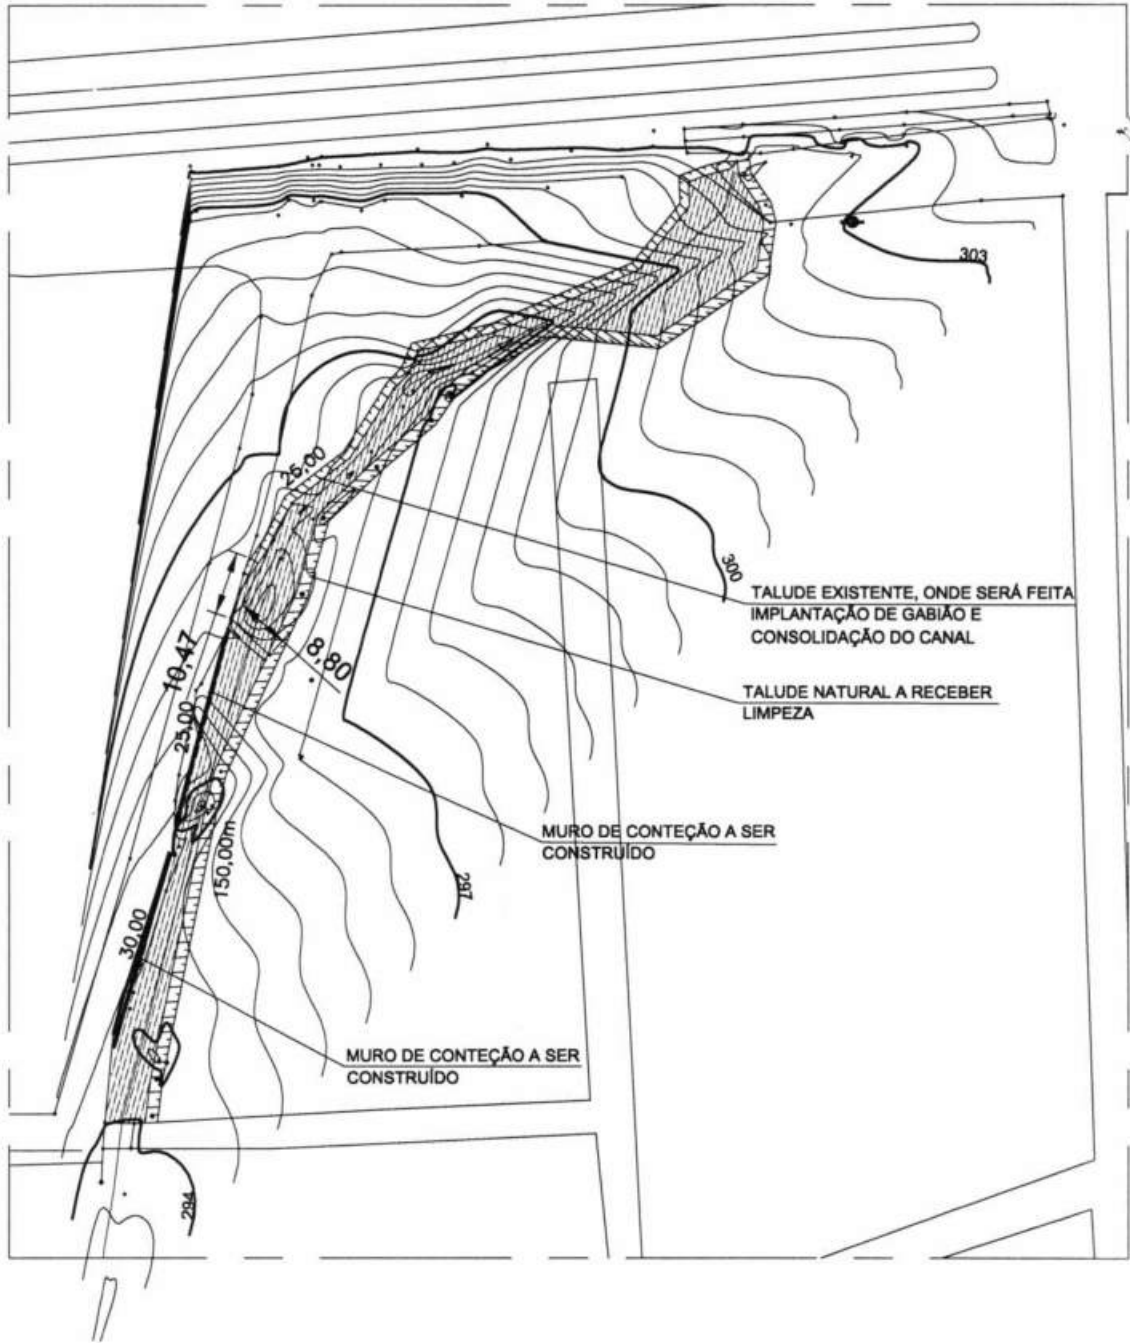 303
25,00
300
TALUDE EXISTENTE, ONDE SERÁ FEITA
IMPLANTAÇÃO DE GABIÃO E
CONSOLIDAÇÃO DO CANAL
10,47
8,80
TALUDE NATURAL A RECEBER
LIMPEZA
25,00
MURO DE CONTEÇÃO A SER
CONSTRUÍDO
150,00m
297
30,00
MURO DE CONTEÇÃO A SER
CONSTRUÍDO
294